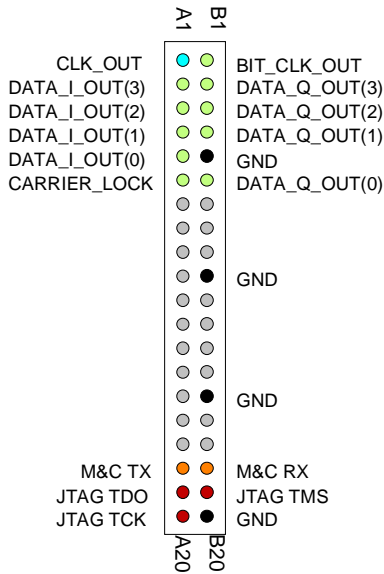 A1 B1
CLK_OUT BIT_CLK_OUT
DATA_I_OUT(3) DATA_Q_OUT(3)
DATA_I_OUT(2) DATA_Q_OUT(2)
DATA_I_OUT(1) DATA_Q_OUT(1)
DATA_I_OUT(0) GND
CARRIER_LOCK DATA_Q_OUT(0)
GND
GND
M&C TX M&C RX
JTAG TDO JTAG TMS
JTAG TCK GND
A20 B20